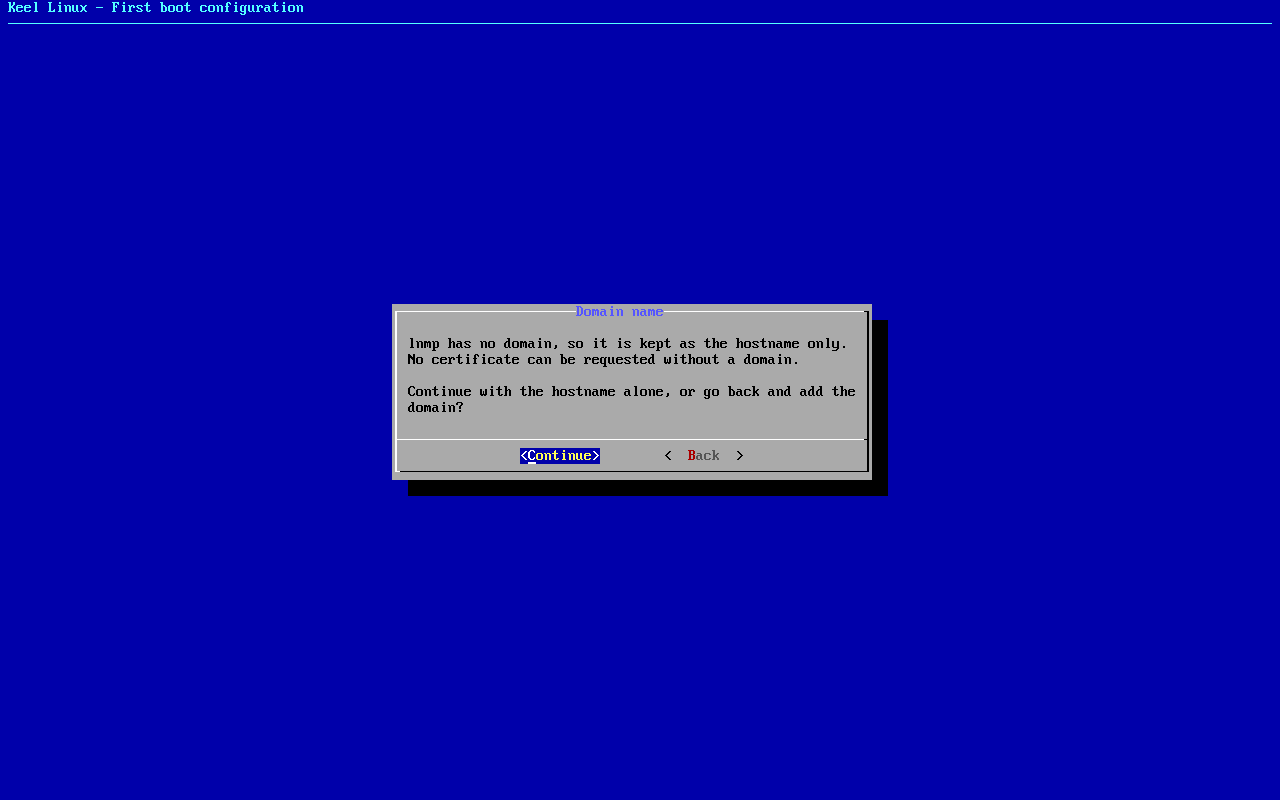 Keel Linux - First boot configuration
Domain name
lnmp has no domain, so it is kept as the hostname only.
No certificate can be requested without a domain.
Continue with the hostname alone, or go back and add the
domain?
<Continue> < Back >